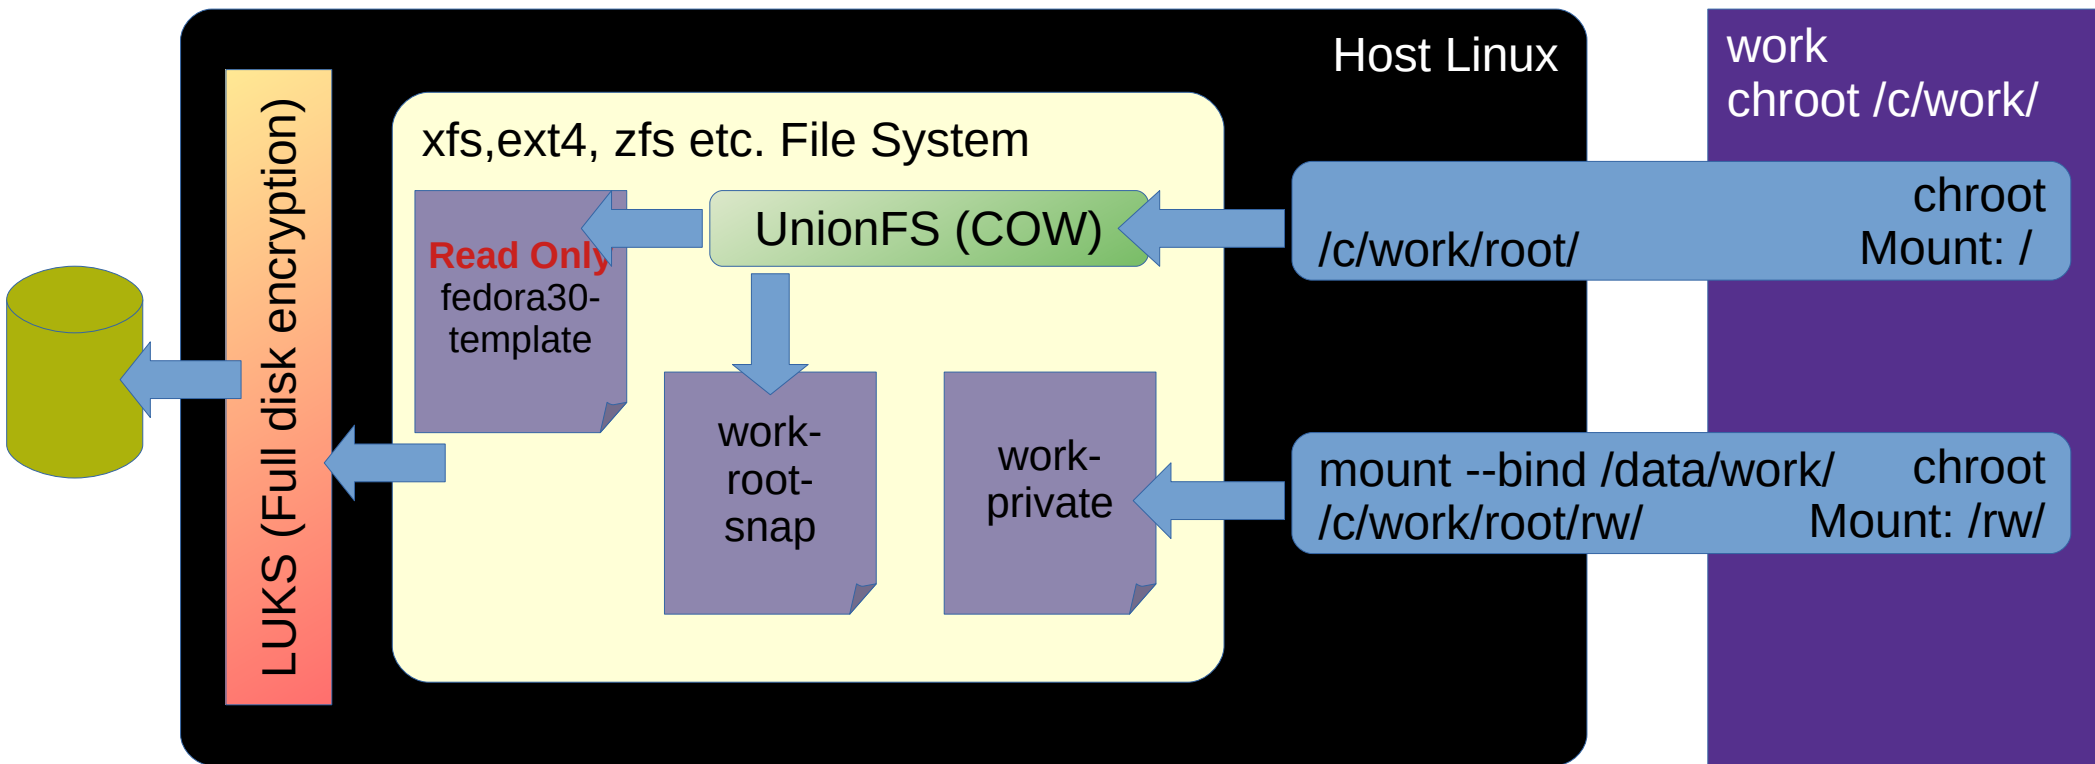 Host Linux
work
chroot /c/work/
LUKS (Full disk encryption)
xfs,ext4, zfs etc. File System
Read Only
fedora30-
template
UnionFS (COW)
chroot
/c/work/root/ Mount: /
work-
root-
snap
work-
private
mount --bind /data/work/ chroot
/c/work/root/rw/ Mount: /rw/